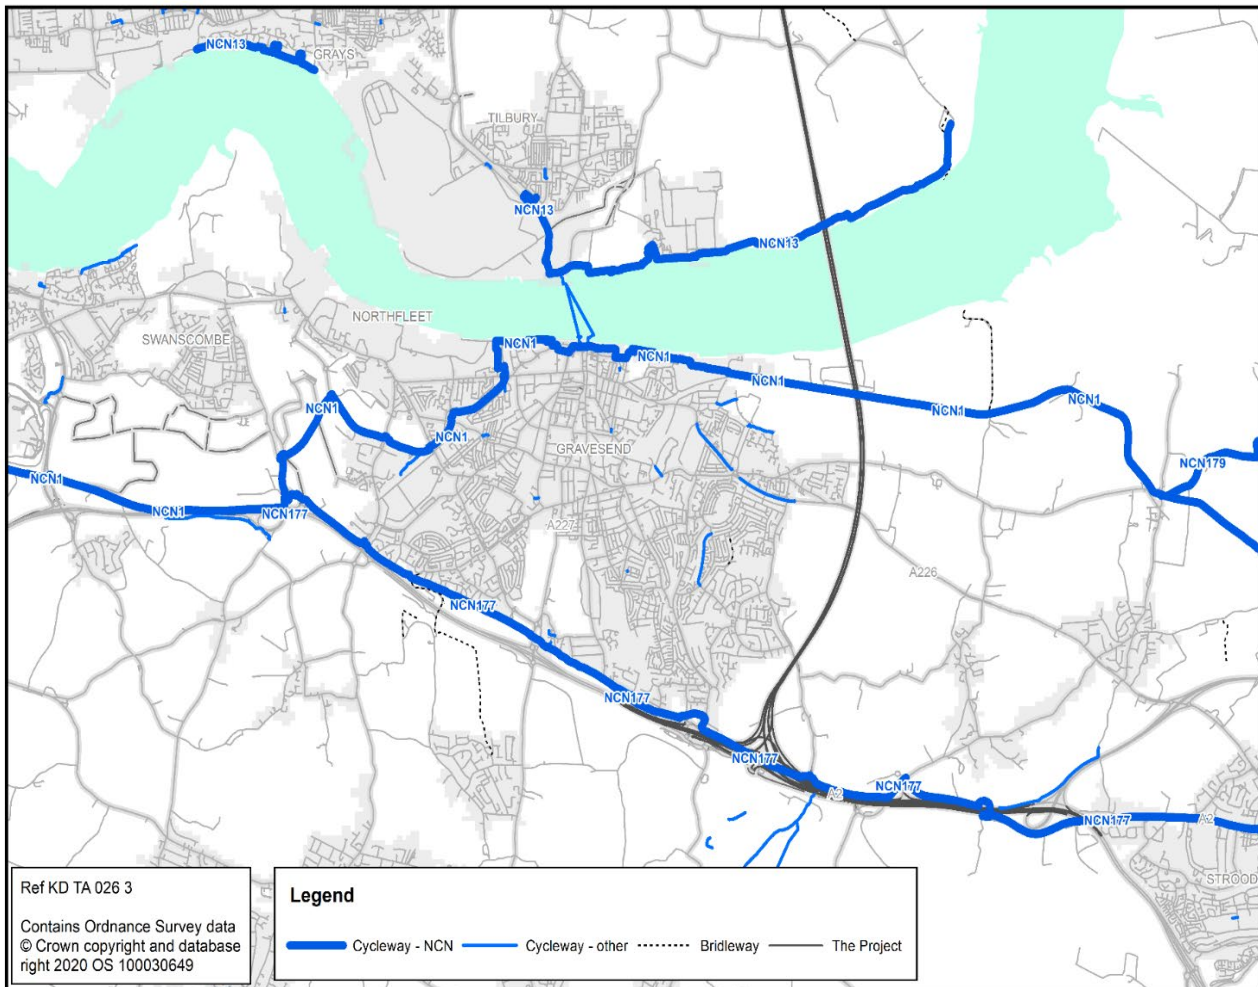 NCN13
GRAYS
TILBURY
NCN13
NCN13
NORTHFLEET
SWANSCOMBE
NCN1
NCN1
NCN1
NCN1
NCN1
NCN1
NCN1
GRAVESEND
NCN179
NCN1
NCN1
NCN177
A227
A226
NCN177
NCN177
NCN177
NCN177
A2
NCN177
A2
STROOD
Ref KD TA 026 3
Contains Ordnance Survey data
© Crown copyright and database
right 2020 OS 100030649
Legend
Cycleway - NCN Cycleway - other Bridleway The Project